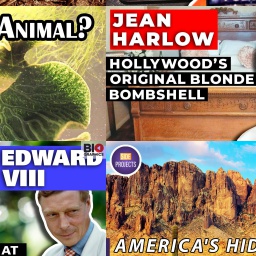 ANIMAL?
JEAN
HARLOW
HOLLYWOOD'S
ORIGINAL BLONDE
BOMBSHELL
BIO
EDWARD
VIII
AT
PROJECTS
AMERICA'S HID